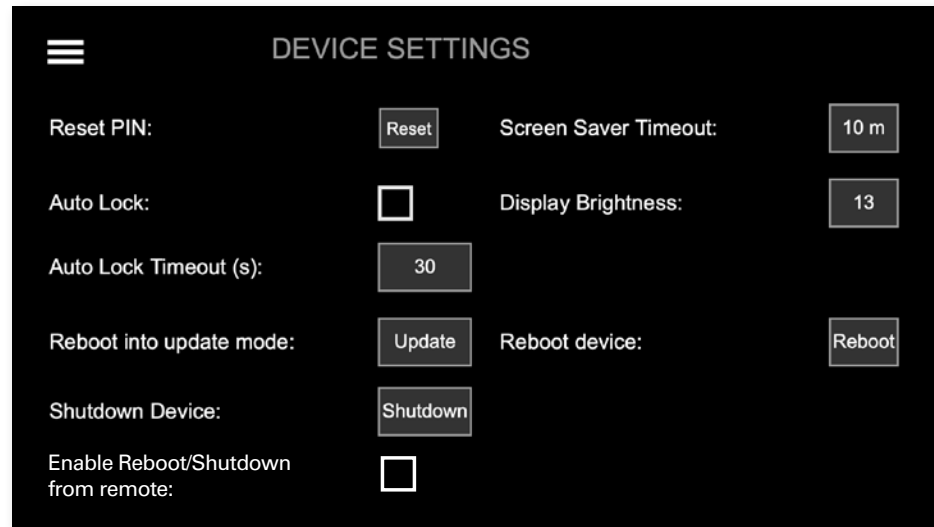 DEVICE SETTINGS
Reset PIN: Reset Screen Saver Timeout: 10 m
Auto Lock: Display Brightness: 13
Auto Lock Timeout (s): 30
Reboot into update mode: Update Reboot device: Reboot
Shutdown Device: Shutdown
Enable Reboot/Shutdown
from remote: